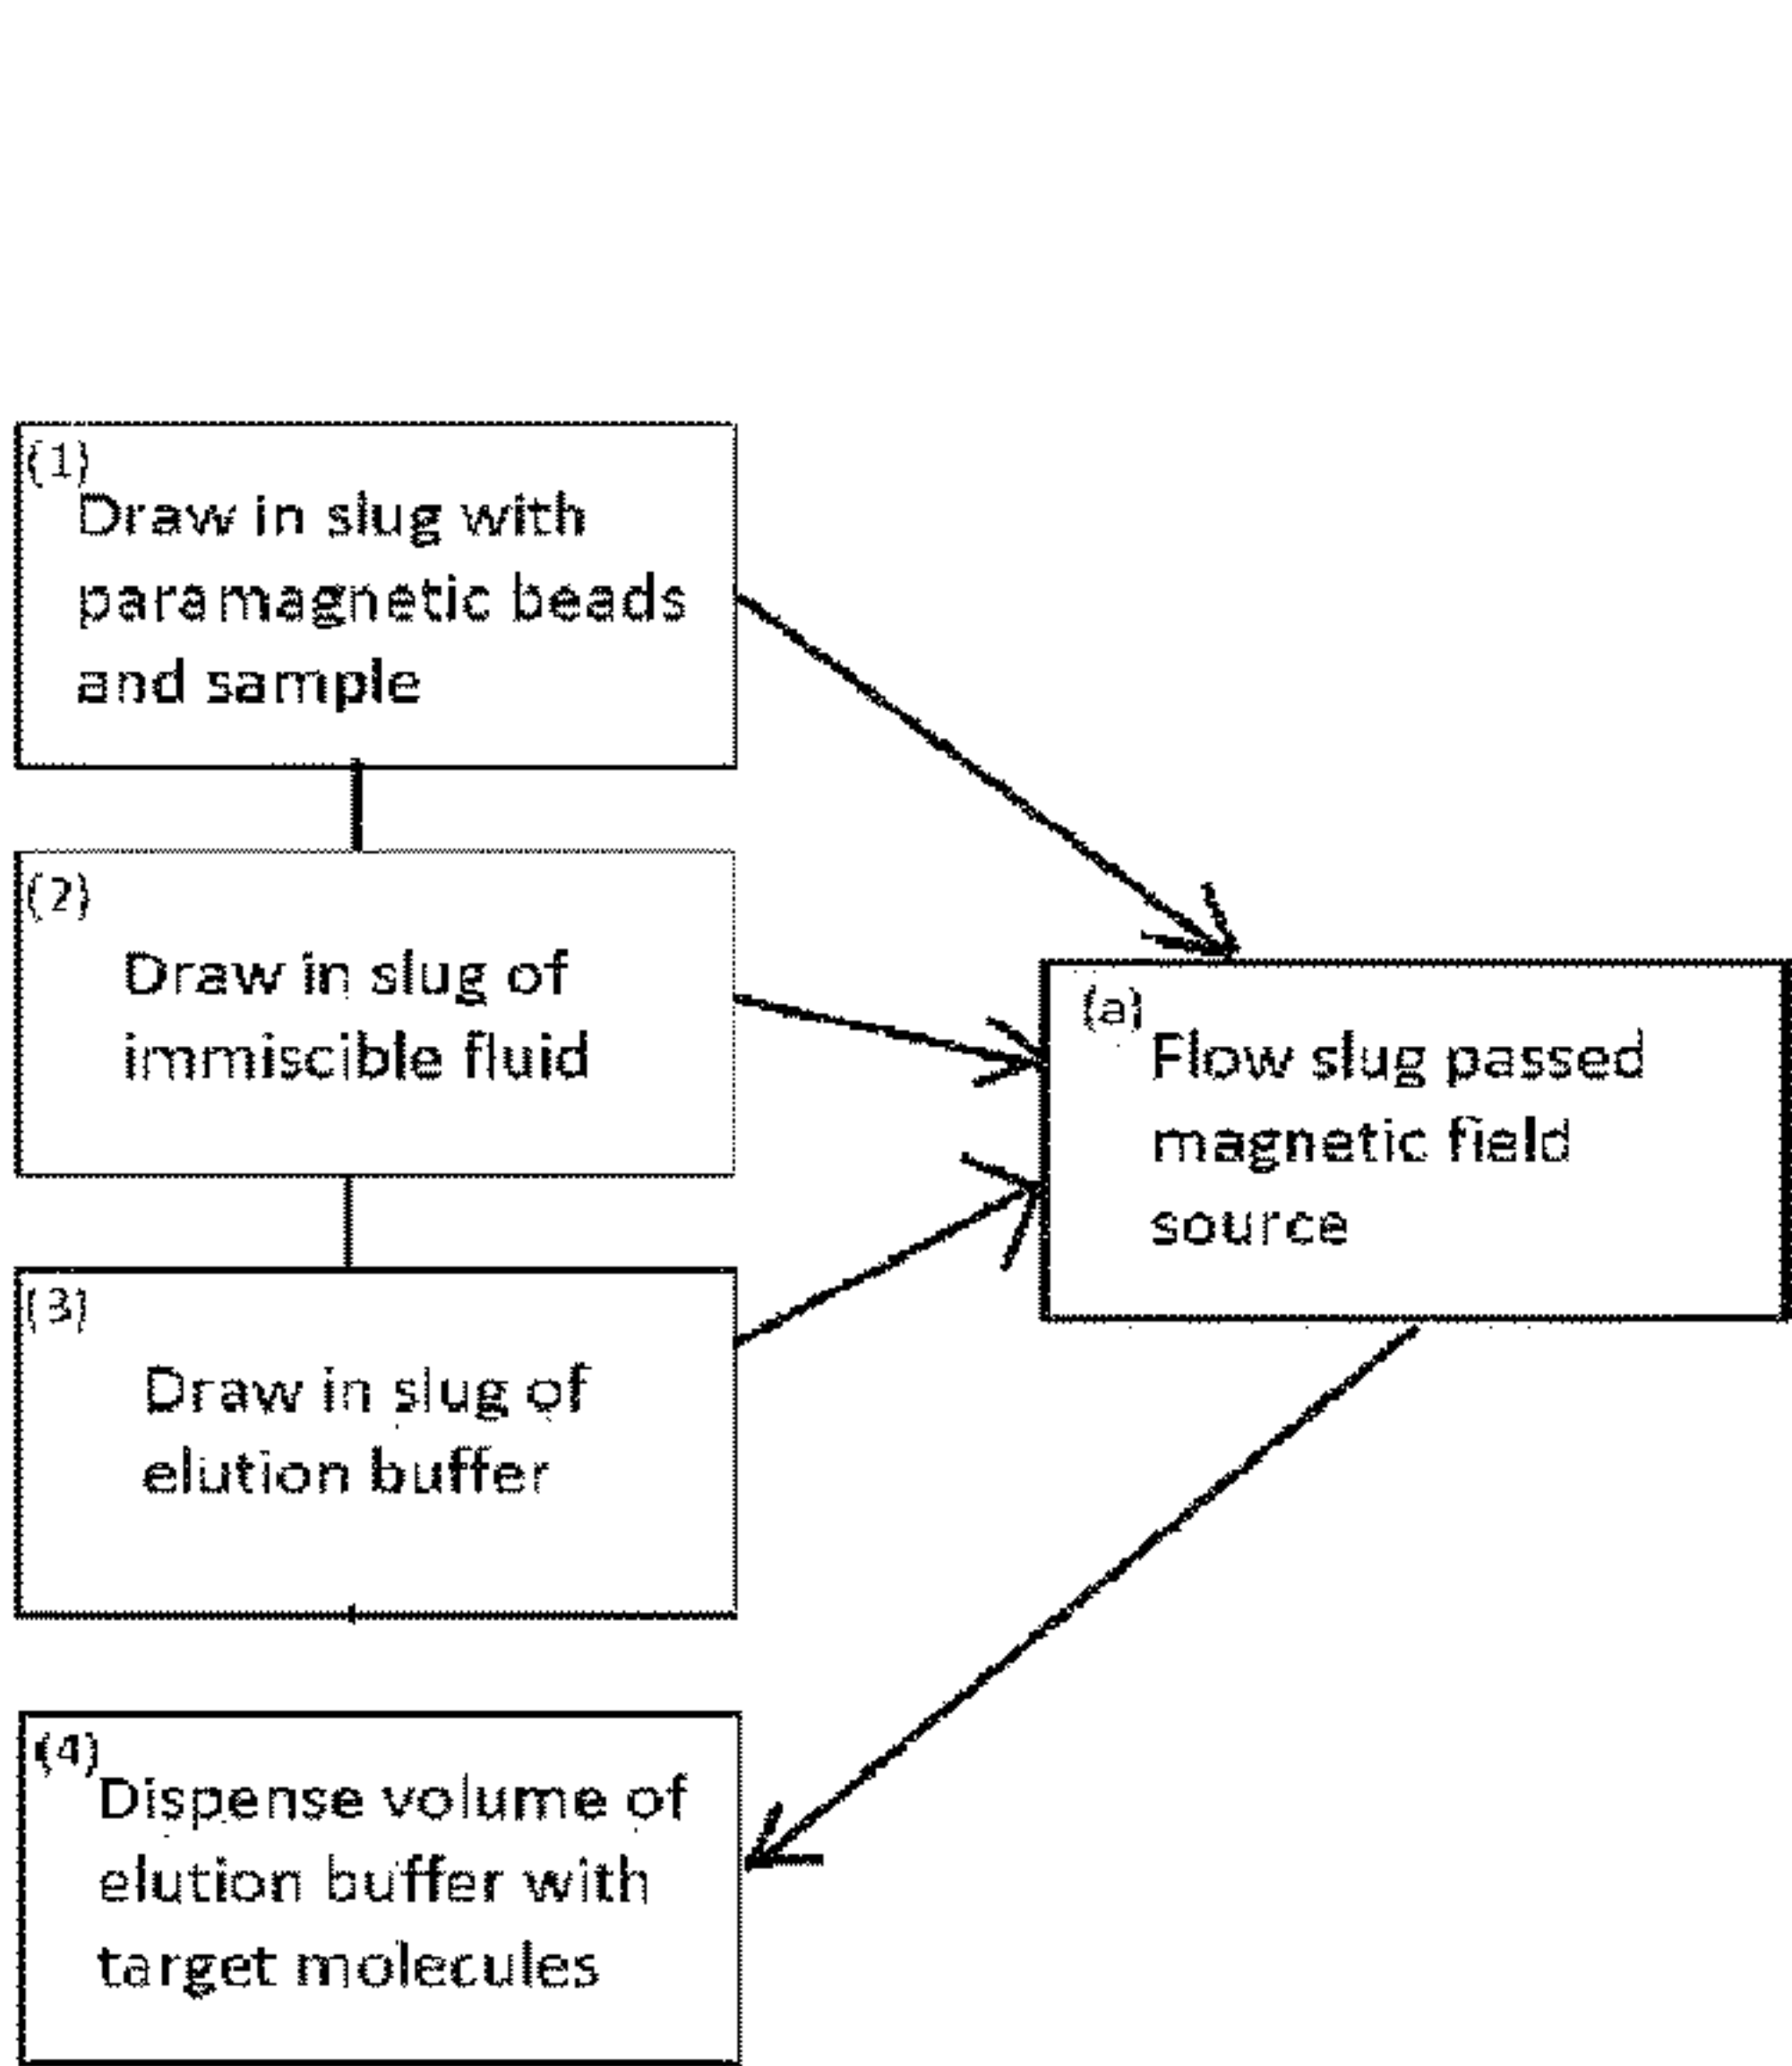 (1)
Draw in slug with
paramagnetic beads
and sample
(2)
Draw in slug of
immiscible fluid
(3)
Draw in slug of
elution buffer
(a)
Flow slug passed
magnetic field
source
(4)
Dispense volume of
elution buffer with
target molecules